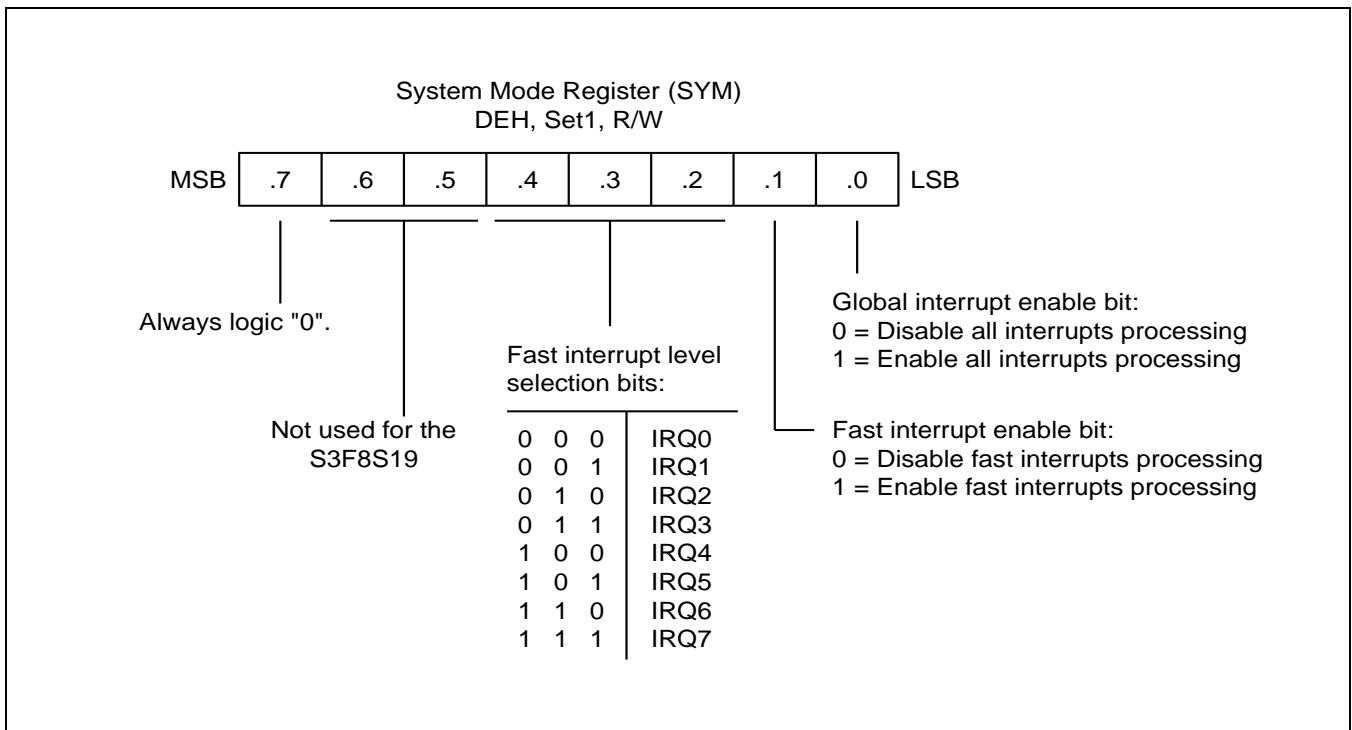 System Mode Register (SYM)
DEH, Set1, R/W
MSB .7 .6 .5 .4 .3 .2 .1 .0 LSB
Always logic "0".
Not used for the
S3F8S19
Fast interrupt level
selection bits:
0 0 0 IRQ0
0 0 1 IRQ1
0 1 0 IRQ2
0 1 1 IRQ3
1 0 0 IRQ4
1 0 1 IRQ5
1 1 0 IRQ6
1 1 1 IRQ7
Global interrupt enable bit:
0 = Disable all interrupts processing
1 = Enable all interrupts processing
Fast interrupt enable bit:
0 = Disable fast interrupts processing
1 = Enable fast interrupts processing